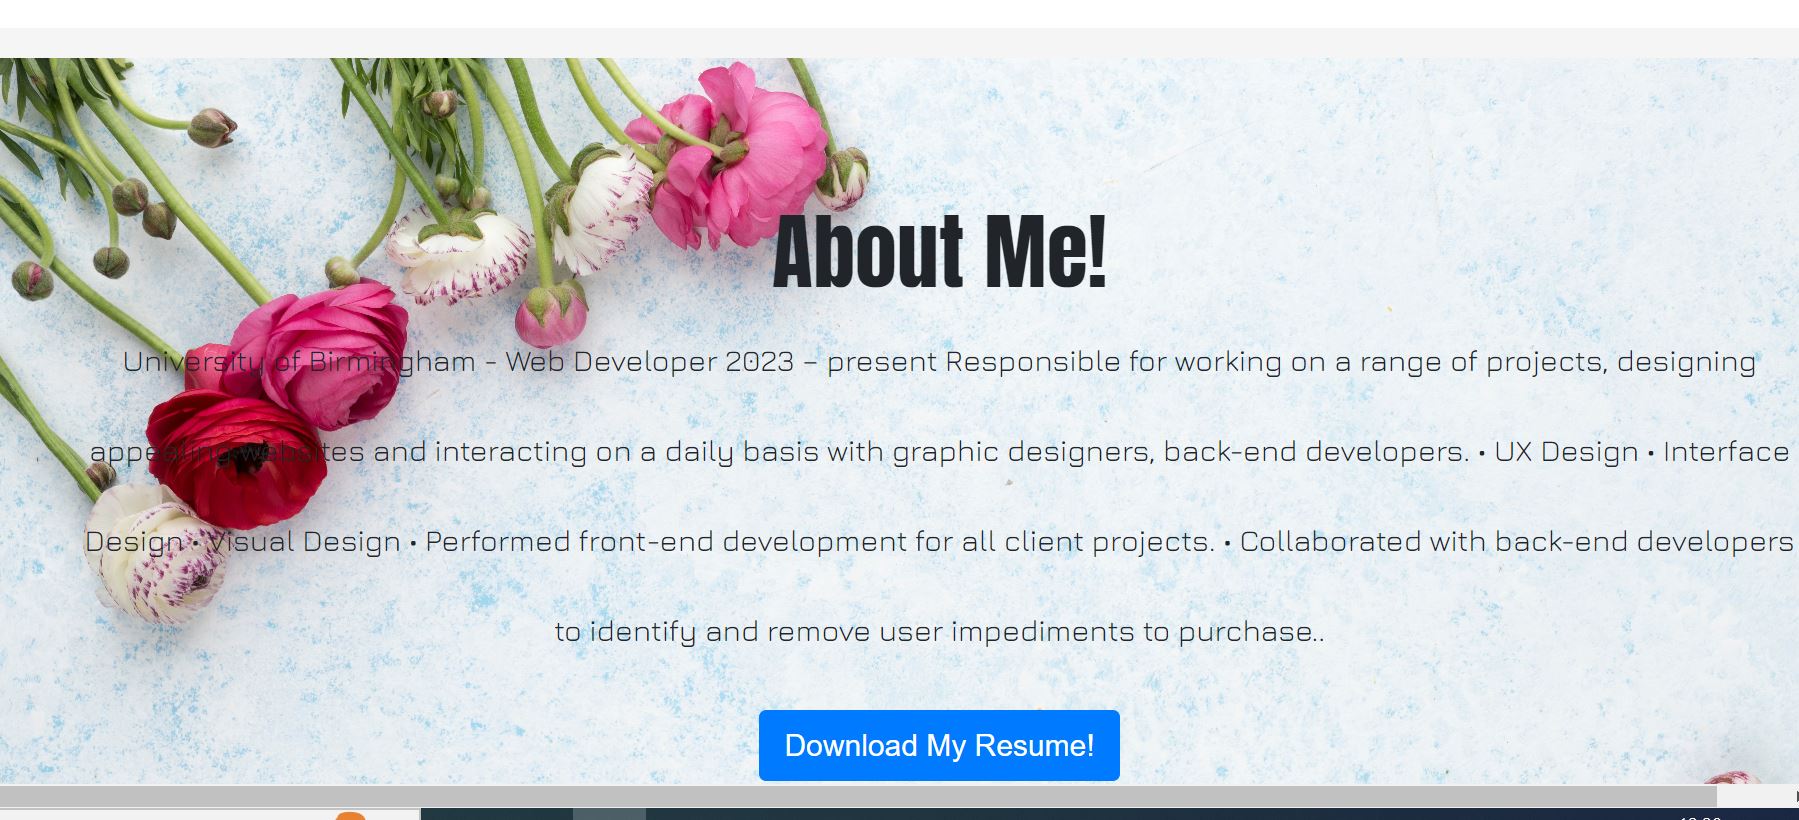 About Me!
University of Birmingham - Web Developer 2023 – present Responsible for working on a range of projects, designing
appealing websites and interacting on a daily basis with graphic designers, back-end developers. • UX Design • Interface
Design • Visual Design • Performed front-end development for all client projects. • Collaborated with back-end developers
to identify and remove user impediments to purchase..
Download My Resume!